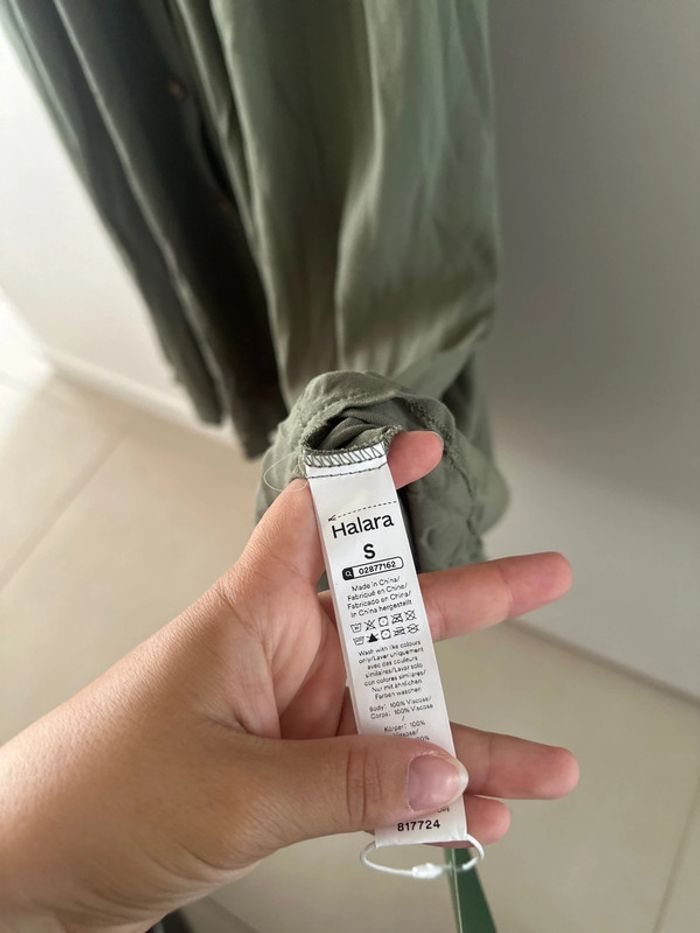 Halara
S
02877162
Made in China/
Fabriqué en Chine/
Fabricado en China/
In China hergestellt
Wash with like colours
only/Laver uniquement
avec des couleurs
similaires/Lavar solo
con colores similares/
Nur mit ähnlichen
Farben waschen
Body: 100% Viscose/
Corps: 100% Viscose
/
Körper: 100%
Viscose/
817724